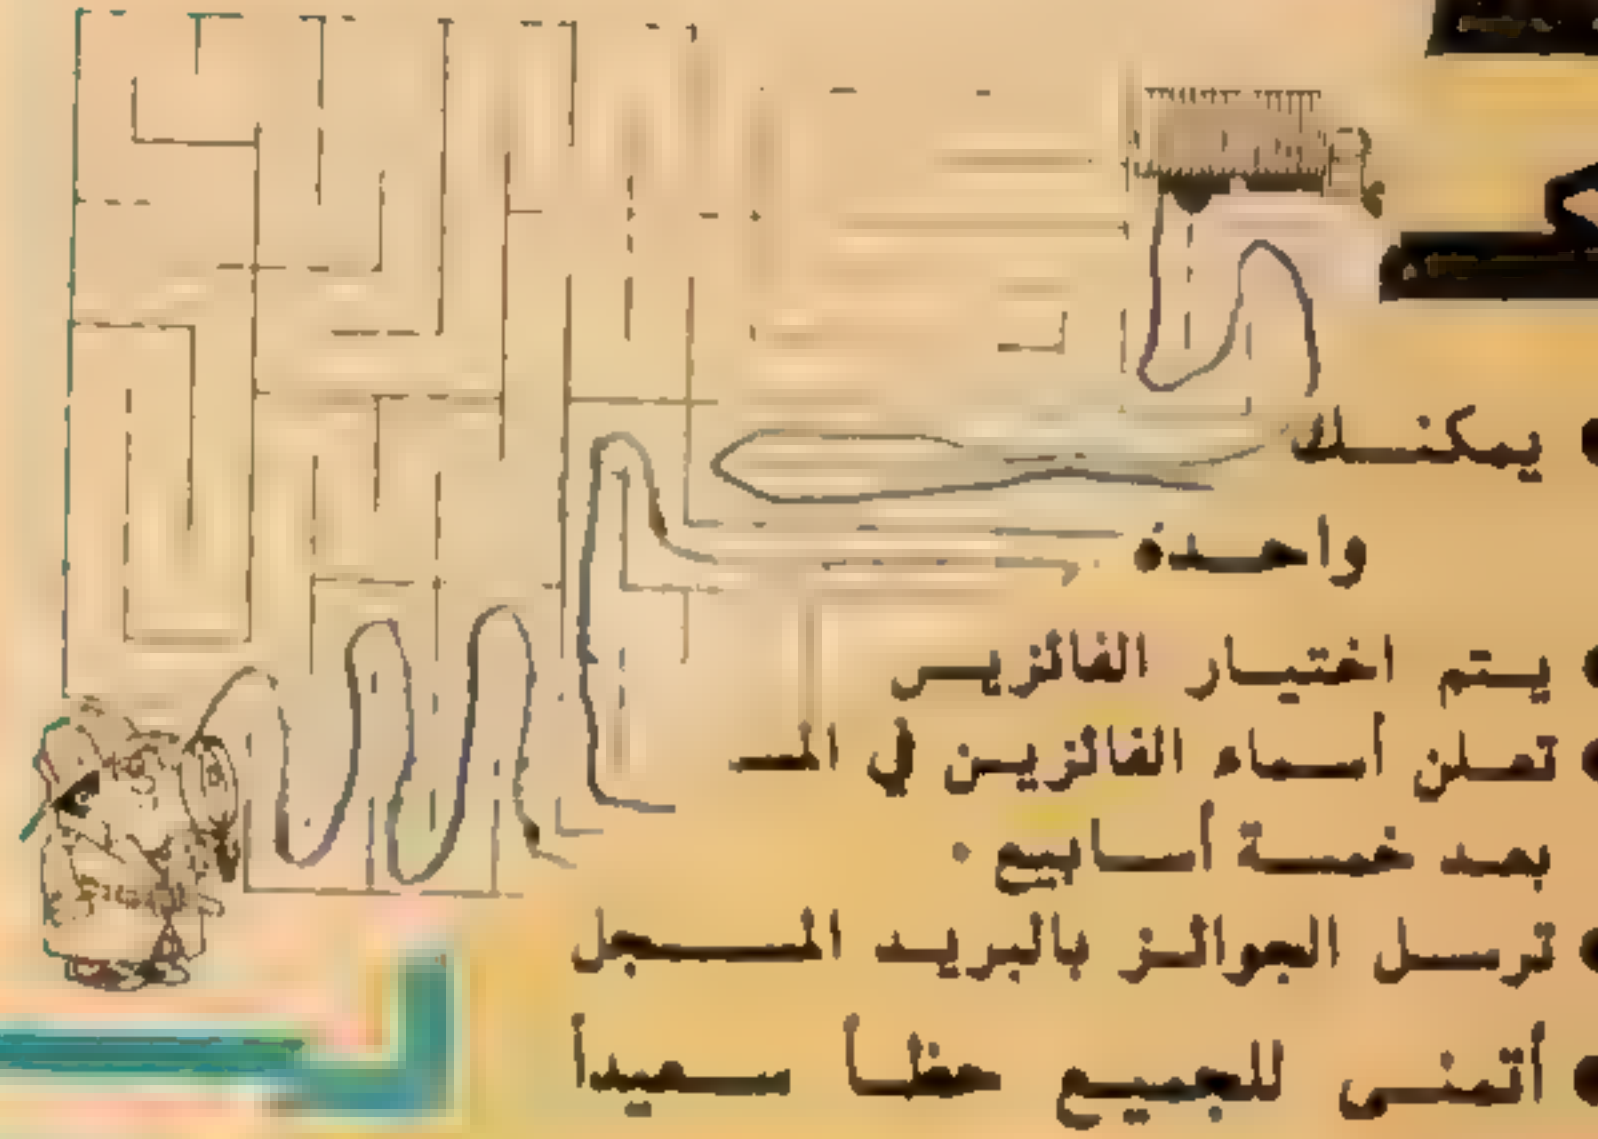 يمكنك
واحدة
يتم اختيار الفائزين
تعلن أسماء الفائزين في
بعد خمسة أسابيع .
ترسل الجوائز بالبريد المسجل
أتمنى للجميع حظاً سعيداً